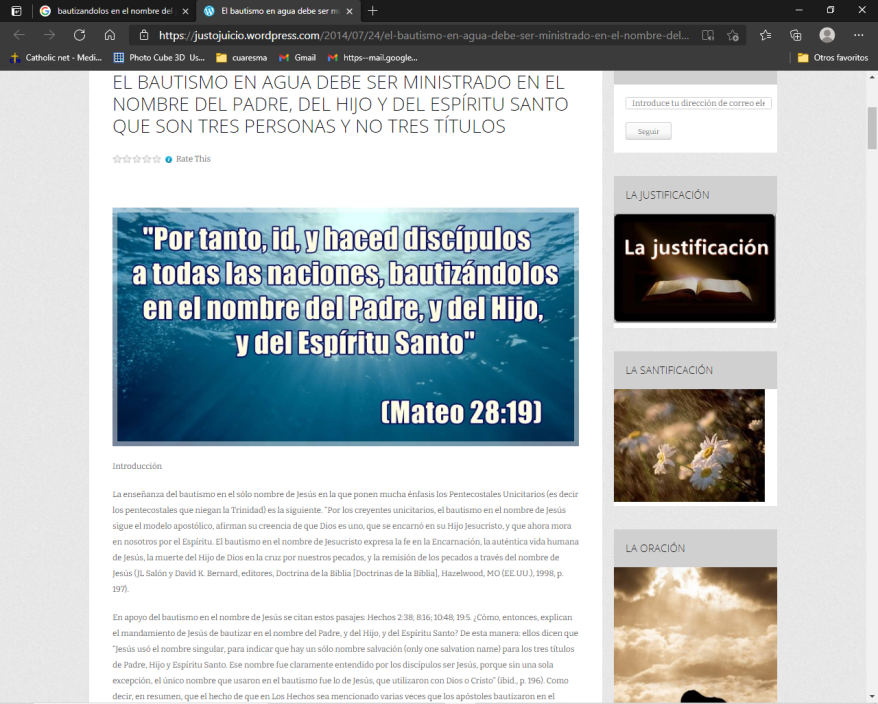 bautizandolos en el nombre del
El bautismo en agua debe ser m
https://justojuicio.wordpress.com/2014/07/24/el-bautismo-en-agua-debe-ser-ministrado-en-el-nombre-del...
Catholic net - Medi...
Photo Cube 3D Us...
cuaresma
Gmail
https--mail.google...
Otros favoritos
EL BAUTISMO EN AGUA DEBE SER MINISTRADO EN EL
NOMBRE DEL PADRE, DEL HIJO Y DEL ESPÍRITU SANTO
QUE SON TRES PERSONAS Y NO TRES TÍTULOS
Rate This
"Por tanto, id, y haced discípulos
a todas las naciones, bautizándolos
en el nombre del Padre, y del Hijo,
y del Espíritu Santo"
(Mateo 28:19)
Introducción
La enseñanza del bautismo en el sólo nombre de Jesús en la que ponen mucha énfasis los Pentecostales Unicitarios (es decir
los pentecostales que niegan la Trinidad) es la siguiente. "Por los creyentes unicitarios, el bautismo en el nombre de Jesús
sigue el modelo apostólico, afirman su creencia de que Dios es uno, que se encarnó en su Hijo Jesucristo, y que ahora mora
en nosotros por el Espíritu. El bautismo en el nombre de Jesucristo expresa la fe en la Encarnación, la auténtica vida humana
de Jesús, la muerte del Hijo de Dios en la cruz por nuestros pecados, y la remisión de los pecados a través del nombre de
Jesús (JL Salón y David K. Bernard, editores, Doctrina de la Biblia [Doctrinas de la Biblia], Hazelwood, MO (EE.UU.), 1998, p.
197).
En apoyo del bautismo en el nombre de Jesús se citan estos pasajes: Hechos 2:38; 8:16; 10:48; 19:5. ¿Cómo, entonces, explican
el mandamiento de Jesús de bautizar en el nombre del Padre, y del Hijo, y del Espíritu Santo? De esta manera: ellos dicen que
"Jesús usó el nombre singular, para indicar que hay un sólo nombre salvación (only one salvation name) para los tres títulos
de Padre, Hijo y Espíritu Santo. Ese nombre fue claramente entendido por los discípulos ser Jesús, porque sin una sola
excepción, el único nombre que usaron en el bautismo fue lo de Jesús, que utilizaron con Dios o Cristo" (ibid., p. 196). Como
decir, en resumen, que el hecho de que en Los Hechos sea mencionado varias veces que los apóstoles bautizaron en el
Introduce tu dirección de correo ele
Seguir
LA JUSTIFICACIÓN
La justificación
LA SANTIFICACIÓN
LA ORACIÓN